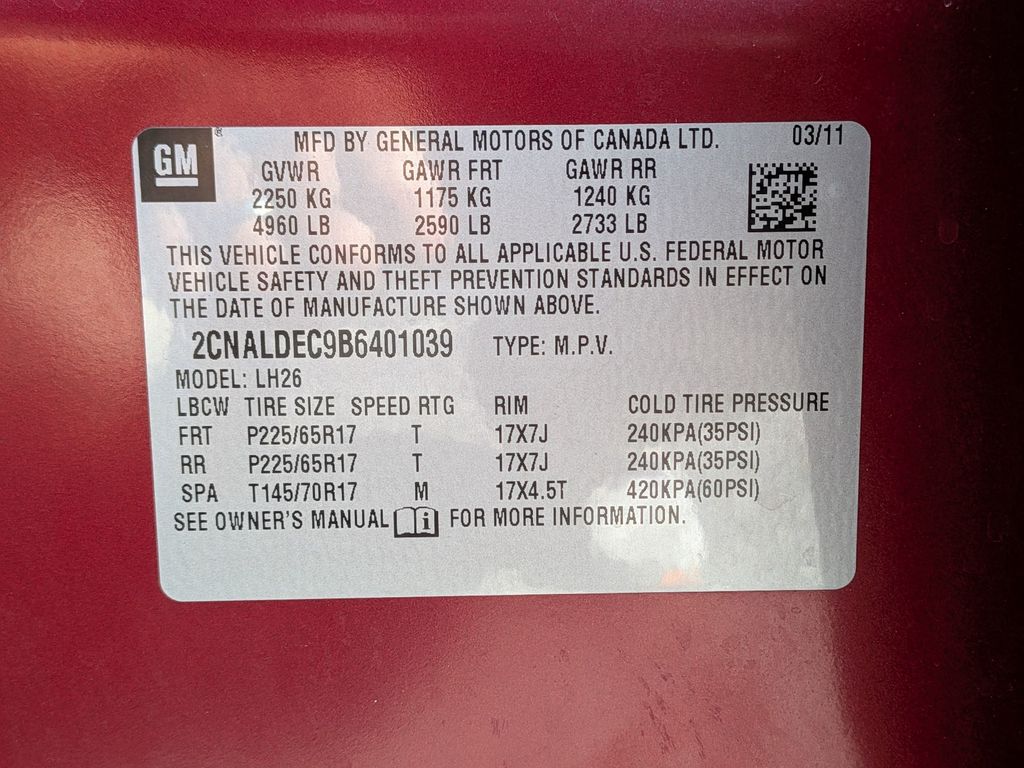 GM
MFD BY GENERAL MOTORS OF CANADA LTD. 03/11
GVWR GAWR FRT GAWR RR
2250 KG 1175 KG 1240 KG
4960 LB 2590 LB 2733 LB
THIS VEHICLE CONFORMS TO ALL APPLICABLE U.S. FEDERAL MOTOR
VEHICLE SAFETY AND THEFT PREVENTION STANDARDS IN EFFECT ON
THE DATE OF MANUFACTURE SHOWN ABOVE.
2CNALDEC9B6401039 TYPE: M.P.V.
MODEL: LH26
LBCW TIRE SIZE SPEED RTG RIM COLD TIRE PRESSURE
FRT P225/65R17 T 17X7J 240KPA(35PSI)
RR P225/65R17 T 17X7J 240KPA(35PSI)
SPA T145/70R17 M 17X4.5T 420KPA(60PSI)
SEE OWNER'S MANUAL i FOR MORE INFORMATION.